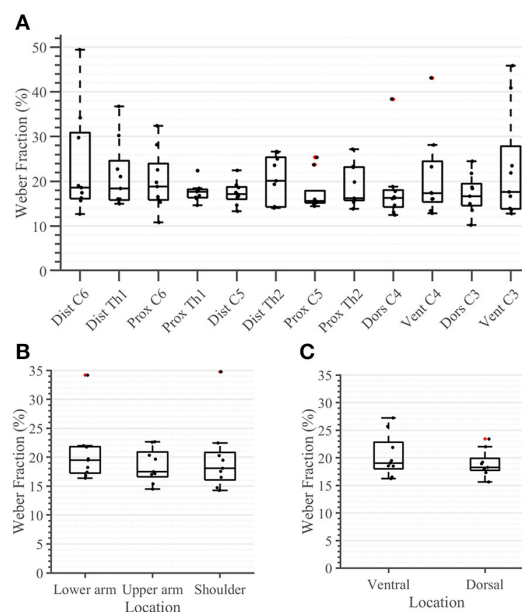 A
Weber Fraction (%)
50
40
30
20
10
0
Dist C6
Dist Th1
Prox C6
Prox Th1
Dist C5
Dist Th2
Prox C5
Prox Th2
Dors C4
Vent C4
Dors C3
Vent C3
B
Weber Fraction (%)
35
30
25
20
15
10
5
0
Lower arm Upper arm Shoulder
Location
C
Weber Fraction (%)
35
30
25
20
15
10
5
0
Ventral Dorsal
Location